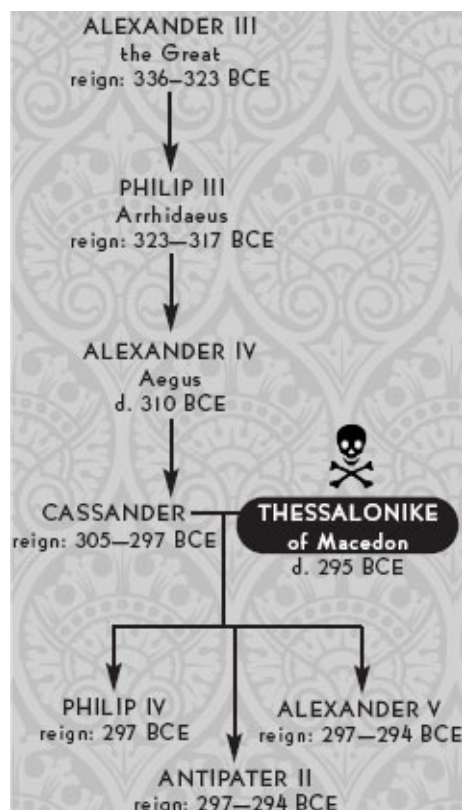 ALEXANDER III
the Great
reign: 336–323 BCE
PHILIP III
Arrhidaeus
reign: 323–317 BCE
ALEXANDER IV
Aegus
d. 310 BCE
CASSANDER
reign: 305–297 BCE
THESSALONIKE
of Macedon
d. 295 BCE
PHILIP IV
reign: 297 BCE
ALEXANDER V
reign: 297–294 BCE
ANTIPATER II
reign: 297–294 BCE